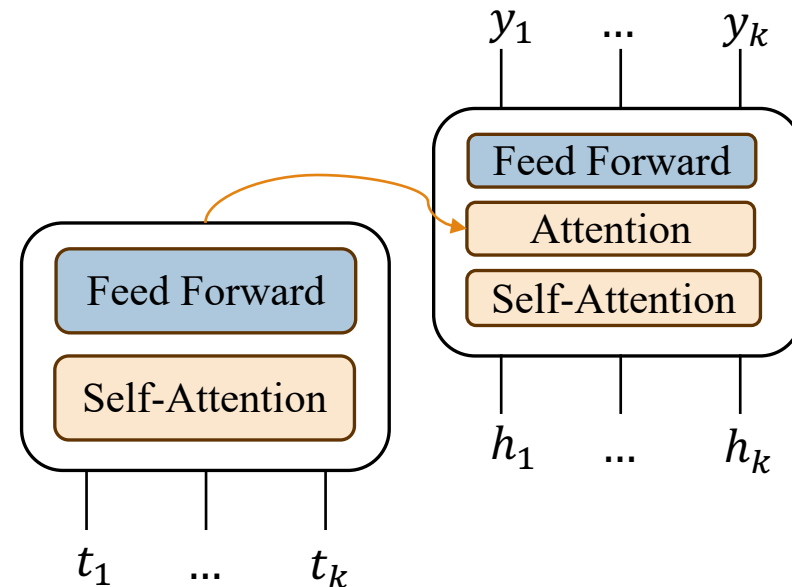 y₁ ... yₖ
Feed Forward
Attention
Self-Attention
h₁ ... hₖ
Feed Forward
Self-Attention
t₁ ... tₖ